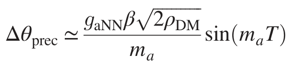 Δθ_prec ≃ g_aNN β √(2ρ_DM) / m_a sin(m_a T)